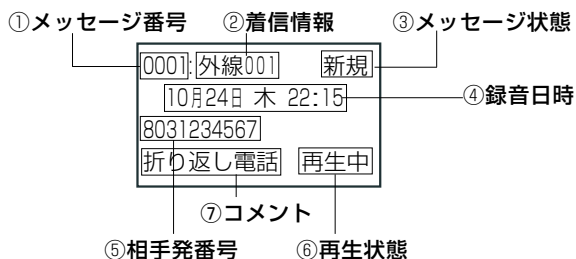 ①メッセージ番号 ②着信情報 ③メッセージ状態
0001:外線001 新規
10月24日 木 22:15 ④録音日時
8031234567
折り返し電話 再生中
⑦コメント
⑤相手発番号 ⑥再生状態